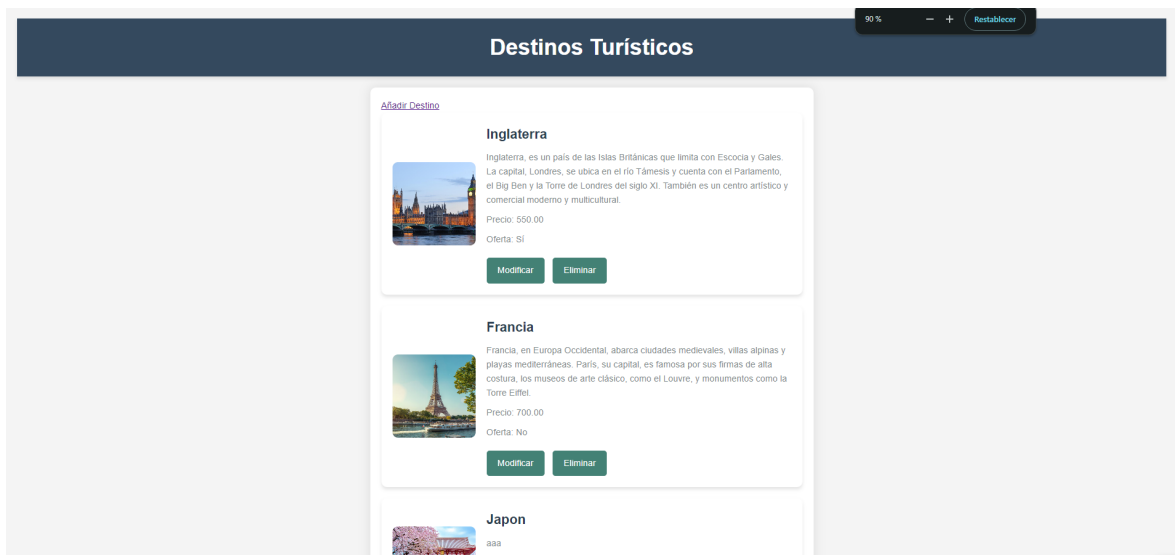 90 %
Restablecer
Destinos Turísticos
Añadir Destino
Inglaterra
Inglaterra, es un país de las Islas Británicas que limita con Escocia y Gales.
La capital, Londres, se ubica en el río Támesis y cuenta con el Parlamento,
el Big Ben y la Torre de Londres del siglo XI. También es un centro artístico y
comercial moderno y multicultural.
Precio: 550.00
Oferta: Sí
Modificar
Eliminar
Francia
Francia, en Europa Occidental, abarca ciudades medievales, villas alpinas y
playas mediterráneas. París, su capital, es famosa por sus firmas de alta
costura, los museos de arte clásico, como el Louvre, y monumentos como la
Torre Eiffel.
Precio: 700.00
Oferta: No
Modificar
Eliminar
Japon
aaa